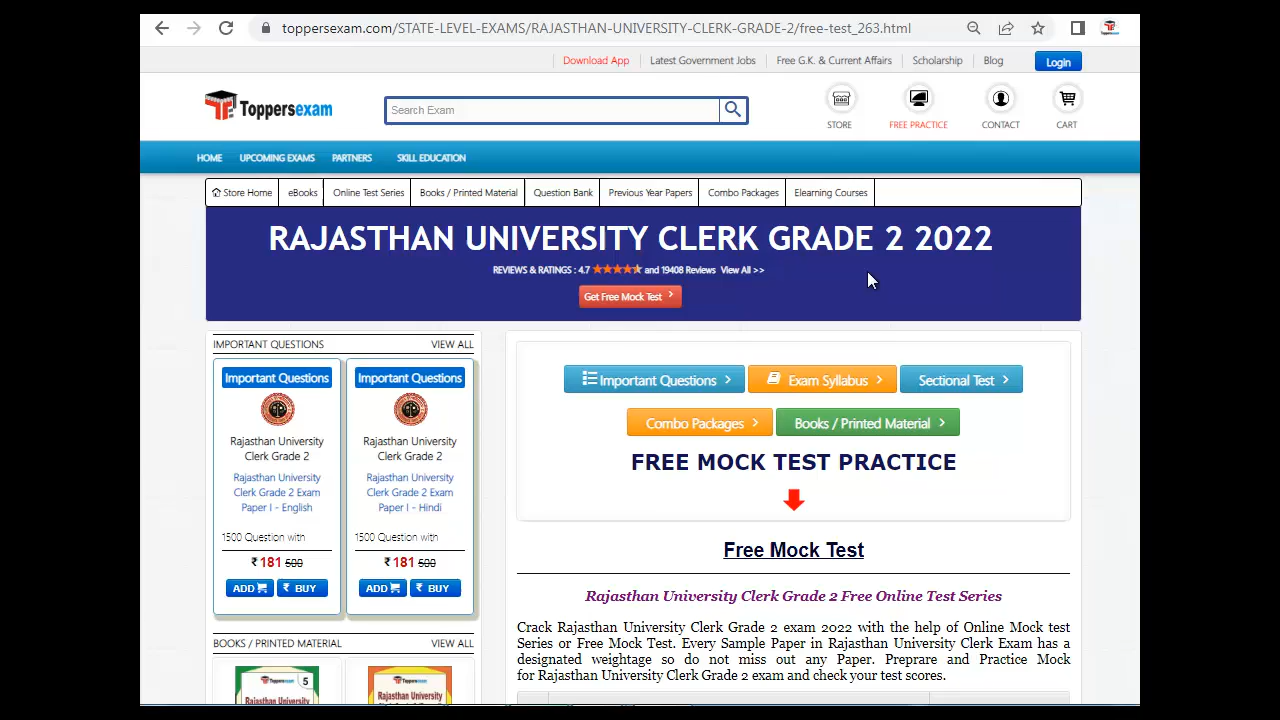 toppersexam.com/STATE-LEVEL-EXAMS/RAJASTHAN-UNIVERSITY-CLERK-GRADE-2/free-test_263.html
Download App
Latest Government Jobs
Free G.K. & Current Affairs
Scholarship
Blog
Login
Toppersexam
Search Exam
STORE
FREE PRACTICE
CONTACT
CART
HOME
UPCOMING EXAMS
PARTNERS
SKILL EDUCATION
Store Home
eBooks
Online Test Series
Books / Printed Material
Question Bank
Previous Year Papers
Combo Packages
Elearning Courses
RAJASTHAN UNIVERSITY CLERK GRADE 2 2022
REVIEWS & RATINGS : 4.7 and 19408 Reviews View All >>
Get Free Mock Test
IMPORTANT QUESTIONS
VIEW ALL
Important Questions
Rajasthan University
Clerk Grade 2
Rajasthan University
Clerk Grade 2 Exam
Paper I - English
1500 Question with
₹ 181 500
ADD
₹ BUY
Important Questions
Rajasthan University
Clerk Grade 2
Rajasthan University
Clerk Grade 2 Exam
Paper I - Hindi
1500 Question with
₹ 181 500
ADD
₹ BUY
BOOKS / PRINTED MATERIAL
VIEW ALL
Toppersexam
5
Rajasthan University
Toppersexam
Rajasthan University
Important Questions
Exam Syllabus
Sectional Test
Combo Packages
Books / Printed Material
FREE MOCK TEST PRACTICE
Free Mock Test
Rajasthan University Clerk Grade 2 Free Online Test Series
Crack Rajasthan University Clerk Grade 2 exam 2022 with the help of Online Mock test
Series or Free Mock Test. Every Sample Paper in Rajasthan University Clerk Exam has a
designated weightage so do not miss out any Paper. Preprare and Practice Mock
for Rajasthan University Clerk Grade 2 exam and check your test scores.